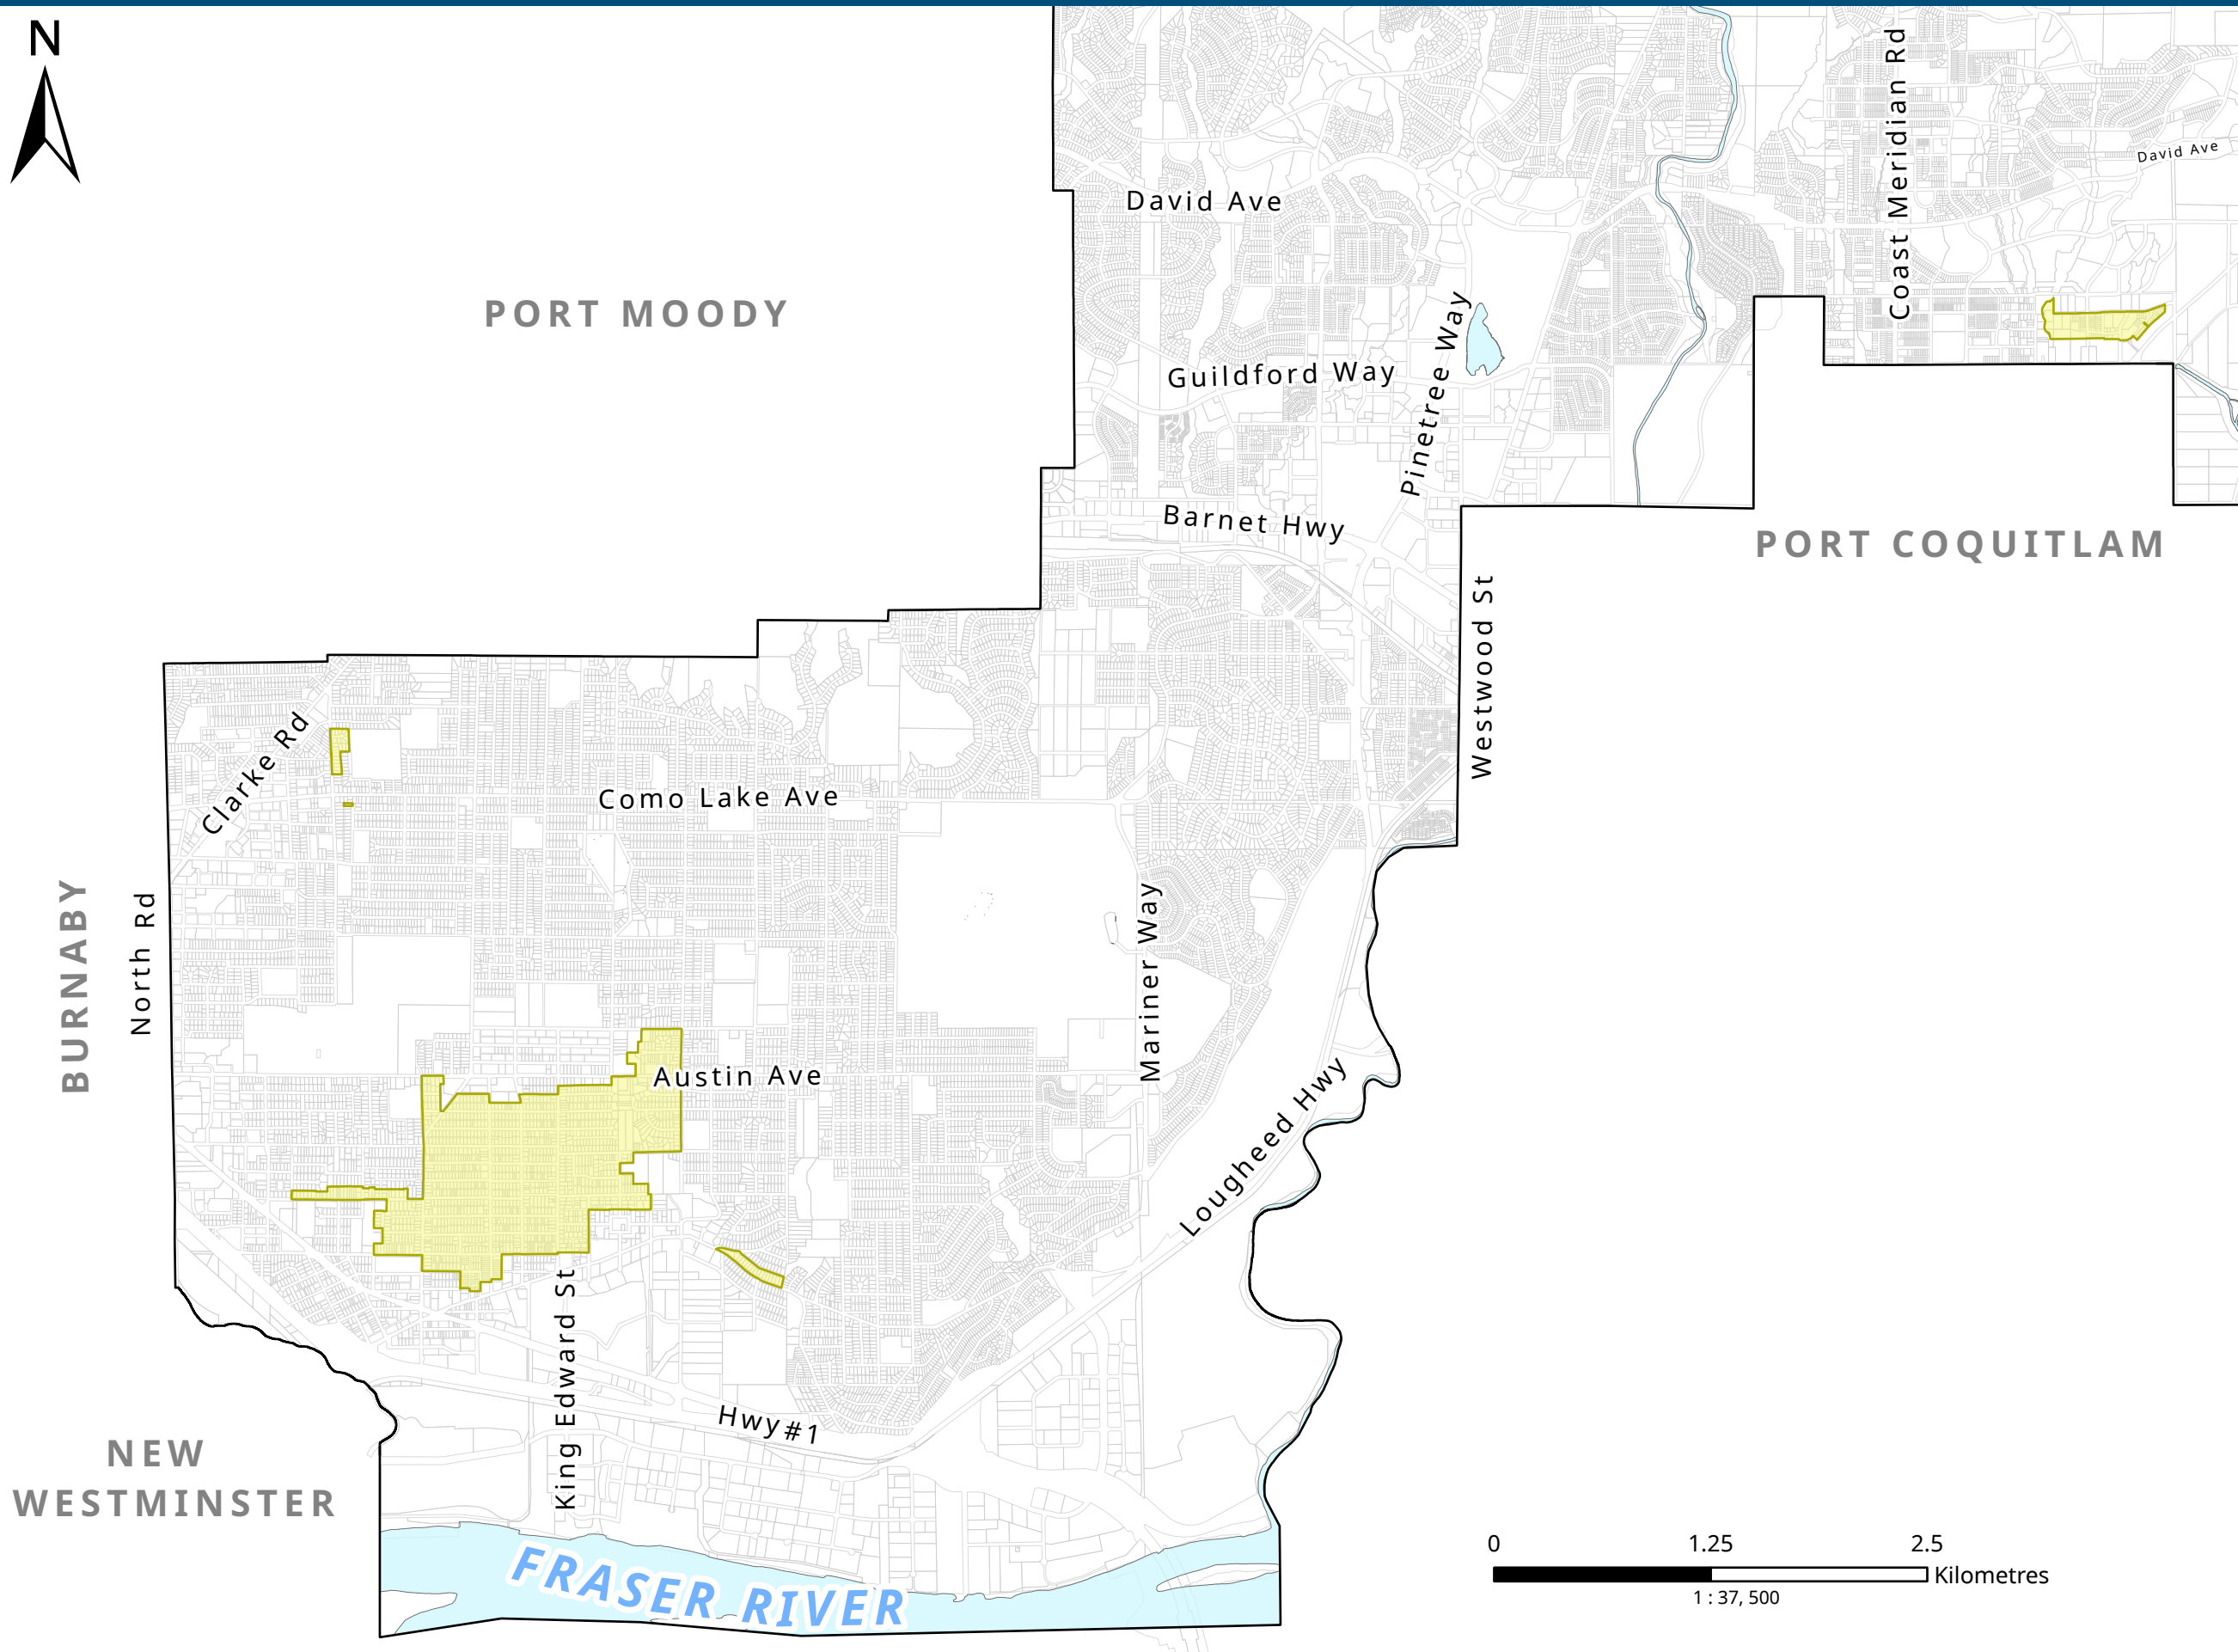 N
Coast Meridian Rd
David Ave
David Ave
PORT MOODY
Pinetree Way
Guildford Way
Barnet Hwy
PORT COQUITLAM
Westwood St
Clarke Rd
Como Lake Ave
BURNABY
North Rd
Mariner Way
Austin Ave
Lougheed Hwy
King Edward St
Hwy#1
NEW
WESTMINSTER
FRASER RIVER
0 1.25 2.5
Kilometres
1 : 37, 500